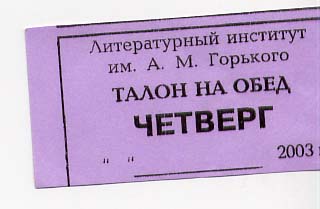 Литературный институт
им. А. М. Горького
ТАЛОН НА ОБЕД
ЧЕТВЕРГ
„ „ 2003 г